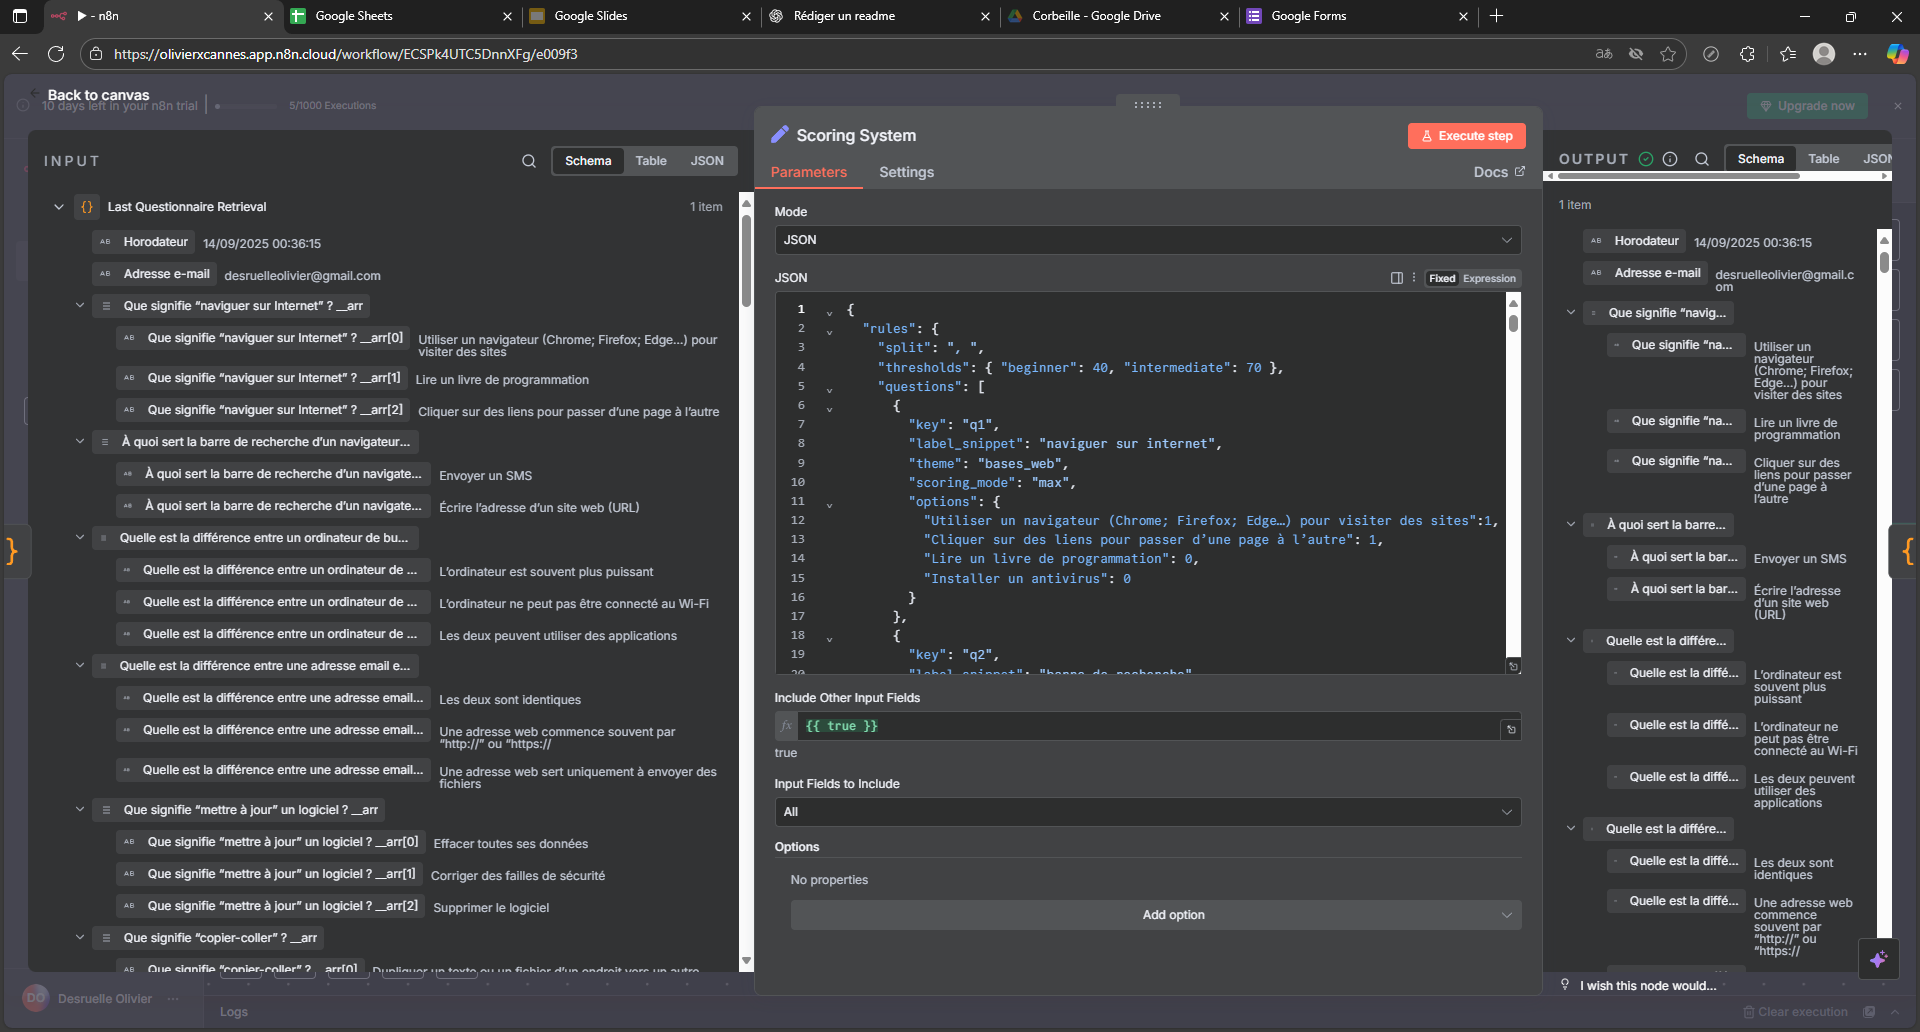 ▶ - n8n
Google Sheets
Google Slides
Rédiger un readme
Corbeille - Google Drive
Google Forms
https://olivierxcannes.app.n8n.cloud/workflow/ECSPk4UTC5DnnXFg/e009f3
Back to canvas
10 days left in your n8n trial
5/1000 Executions
Upgrade now
INPUT
Schema
Table
JSON
Last Questionnaire Retrieval
1 item
AB Horodateur 14/09/2025 00:36:15
AB Adresse e-mail desruelleolivier@gmail.com
Que signifie “naviguer sur Internet” ? __arr
AB Que signifie “naviguer sur Internet” ? __arr[0] Utiliser un navigateur (Chrome; Firefox; Edge...) pour
visiter des sites
AB Que signifie “naviguer sur Internet” ? __arr[1] Lire un livre de programmation
AB Que signifie “naviguer sur Internet” ? __arr[2] Cliquer sur des liens pour passer d’une page à l’autre
À quoi sert la barre de recherche d’un navigateur...
À quoi sert la barre de recherche d’un navigate... Envoyer un SMS
À quoi sert la barre de recherche d’un navigate... Écrire l’adresse d’un site web (URL)
Quelle est la différence entre un ordinateur de bu...
Quelle est la différence entre un ordinateur de ... L’ordinateur est souvent plus puissant
Quelle est la différence entre un ordinateur de ... L’ordinateur ne peut pas être connecté au Wi-Fi
Quelle est la différence entre un ordinateur de ... Les deux peuvent utiliser des applications
Quelle est la différence entre une adresse email e...
Quelle est la différence entre une adresse email... Les deux sont identiques
Quelle est la différence entre une adresse email... Une adresse web commence souvent par
“http://” ou “https://
Quelle est la différence entre une adresse email... Une adresse web sert uniquement à envoyer des
fichiers
Que signifie “mettre à jour” un logiciel ? __arr
AB Que signifie “mettre à jour” un logiciel ? __arr[0] Effacer toutes ses données
AB Que signifie “mettre à jour” un logiciel ? __arr[1] Corriger des failles de sécurité
AB Que signifie “mettre à jour” un logiciel ? __arr[2] Supprimer le logiciel
Que signifie “copier-coller” ? __arr
AB Que signifie “copier-coller” ? __arr[0] Dupliquer un texte ou un fichier d’un endroit vers un autre
Scoring System
Execute step
Parameters
Settings
Docs
Mode
JSON
JSON
Fixed
Expression
1 {
2 "rules": {
3 "split": ", ",
4 "thresholds": { "beginner": 40, "intermediate": 70 },
5 "questions": [
6 {
7 "key": "q1",
8 "label_snippet": "naviguer sur internet",
9 "theme": "bases_web",
10 "scoring_mode": "max",
11 "options": {
12 "Utiliser un navigateur (Chrome; Firefox; Edge…) pour visiter des sites":1,
13 "Cliquer sur des liens pour passer d’une page à l’autre": 1,
14 "Lire un livre de programmation": 0,
15 "Installer un antivirus": 0
16 }
17 },
18 {
19 "key": "q2",
20 "label_snippet": "barre de recherche",
Include Other Input Fields
fx {{ true }}
true
Input Fields to Include
All
Options
No properties
Add option
OUTPUT
Schema
Table
JSON
1 item
AB Horodateur 14/09/2025 00:36:15
AB Adresse e-mail desruelleolivier@gmail.c
om
Que signifie “navig...
Que signifie “na... Utiliser un
navigateur
(Chrome; Firefox;
Edge...) pour
visiter des sites
Que signifie “na... Lire un livre de
programmation
Que signifie “na... Cliquer sur des
liens pour passer
d’une page à
l’autre
À quoi sert la barre...
À quoi sert la bar... Envoyer un SMS
À quoi sert la bar... Écrire l’adresse
d’un site web
(URL)
Quelle est la différe...
Quelle est la diffé... L’ordinateur est
souvent plus
puissant
Quelle est la diffé... L’ordinateur ne
peut pas être
connecté au Wi-Fi
Quelle est la diffé... Les deux peuvent
utiliser des
applications
Quelle est la différe...
Quelle est la diffé... Les deux sont
identiques
Quelle est la diffé... Une adresse web
commence
souvent par
“http://” ou
“https://
I wish this node would...
DO Desruelle Olivier
Logs
Clear execution